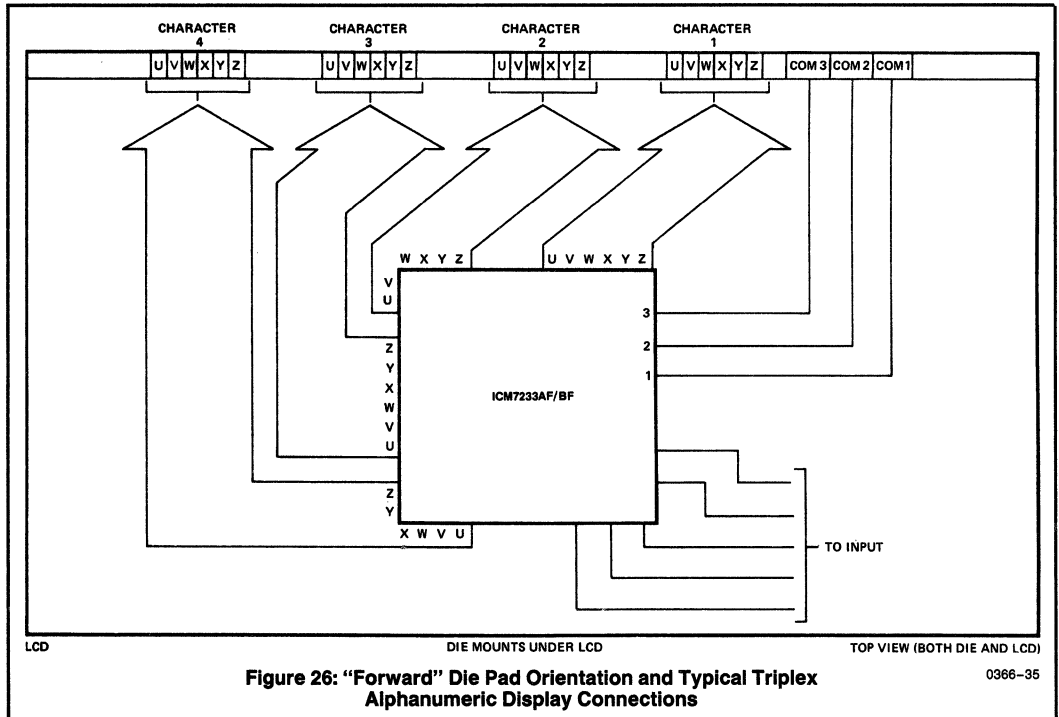 CHARACTER
4
CHARACTER
3
CHARACTER
2
CHARACTER
1
U V W X Y Z
U V W X Y Z
U V W X Y Z
U V W X Y Z
COM 3 COM 2 COM 1
W X Y Z
U V W X Y Z
V
U
Z
Y
X
W
V
U
Z
Y
X W V U
3
2
1
ICM7233AF/BF
TO INPUT
LCD
DIE MOUNTS UNDER LCD
TOP VIEW (BOTH DIE AND LCD)
0366–35
Figure 26: “Forward” Die Pad Orientation and Typical Triplex
Alphanumeric Display Connections